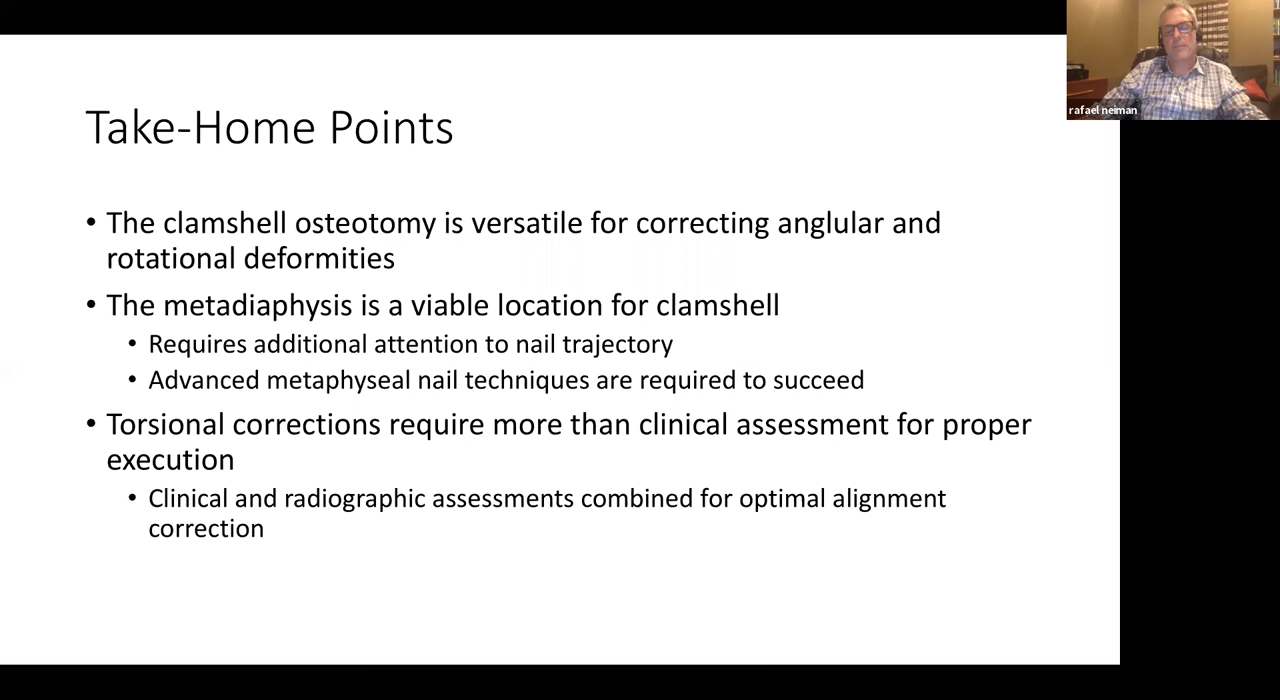 Take-Home Points
• The clamshell osteotomy is versatile for correcting anglular and
rotational deformities
• The metadiaphysis is a viable location for clamshell
• Requires additional attention to nail trajectory
• Advanced metaphyseal nail techniques are required to succeed
• Torsional corrections require more than clinical assessment for proper
execution
• Clinical and radiographic assessments combined for optimal alignment
correction
rafael neiman